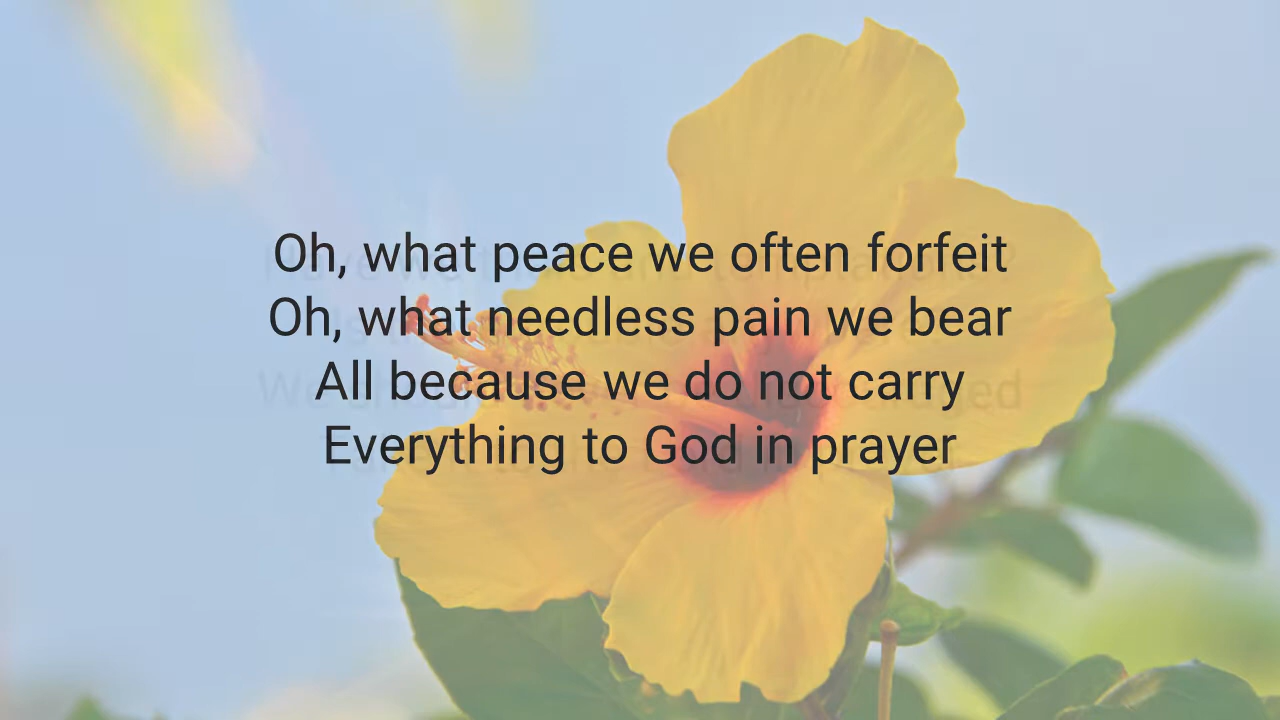 Oh, what peace we often forfeit
Oh, what needless pain we bear
All because we do not carry
Everything to God in prayer